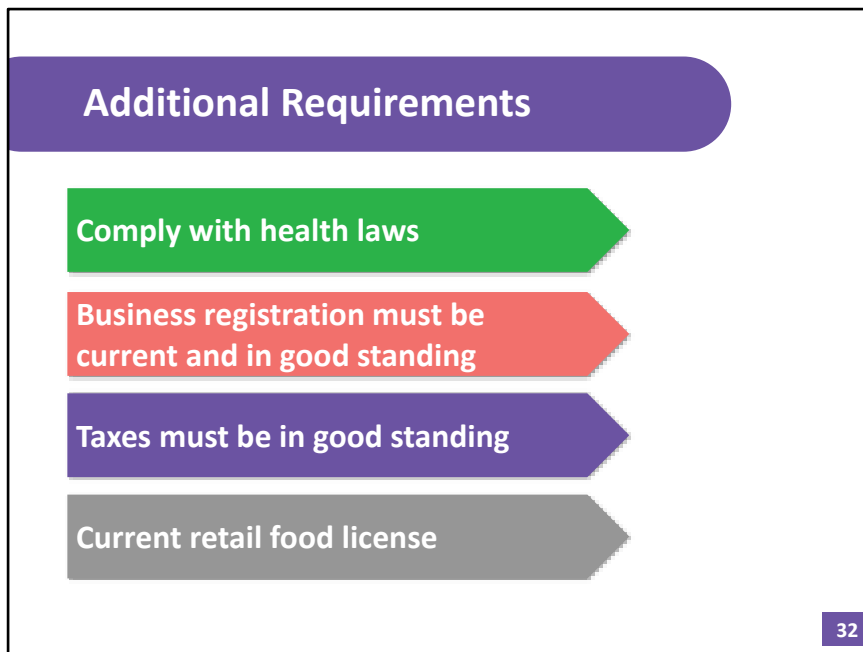 Additional Requirements
Comply with health laws
Business registration must be
current and in good standing
Taxes must be in good standing
Current retail food license
32